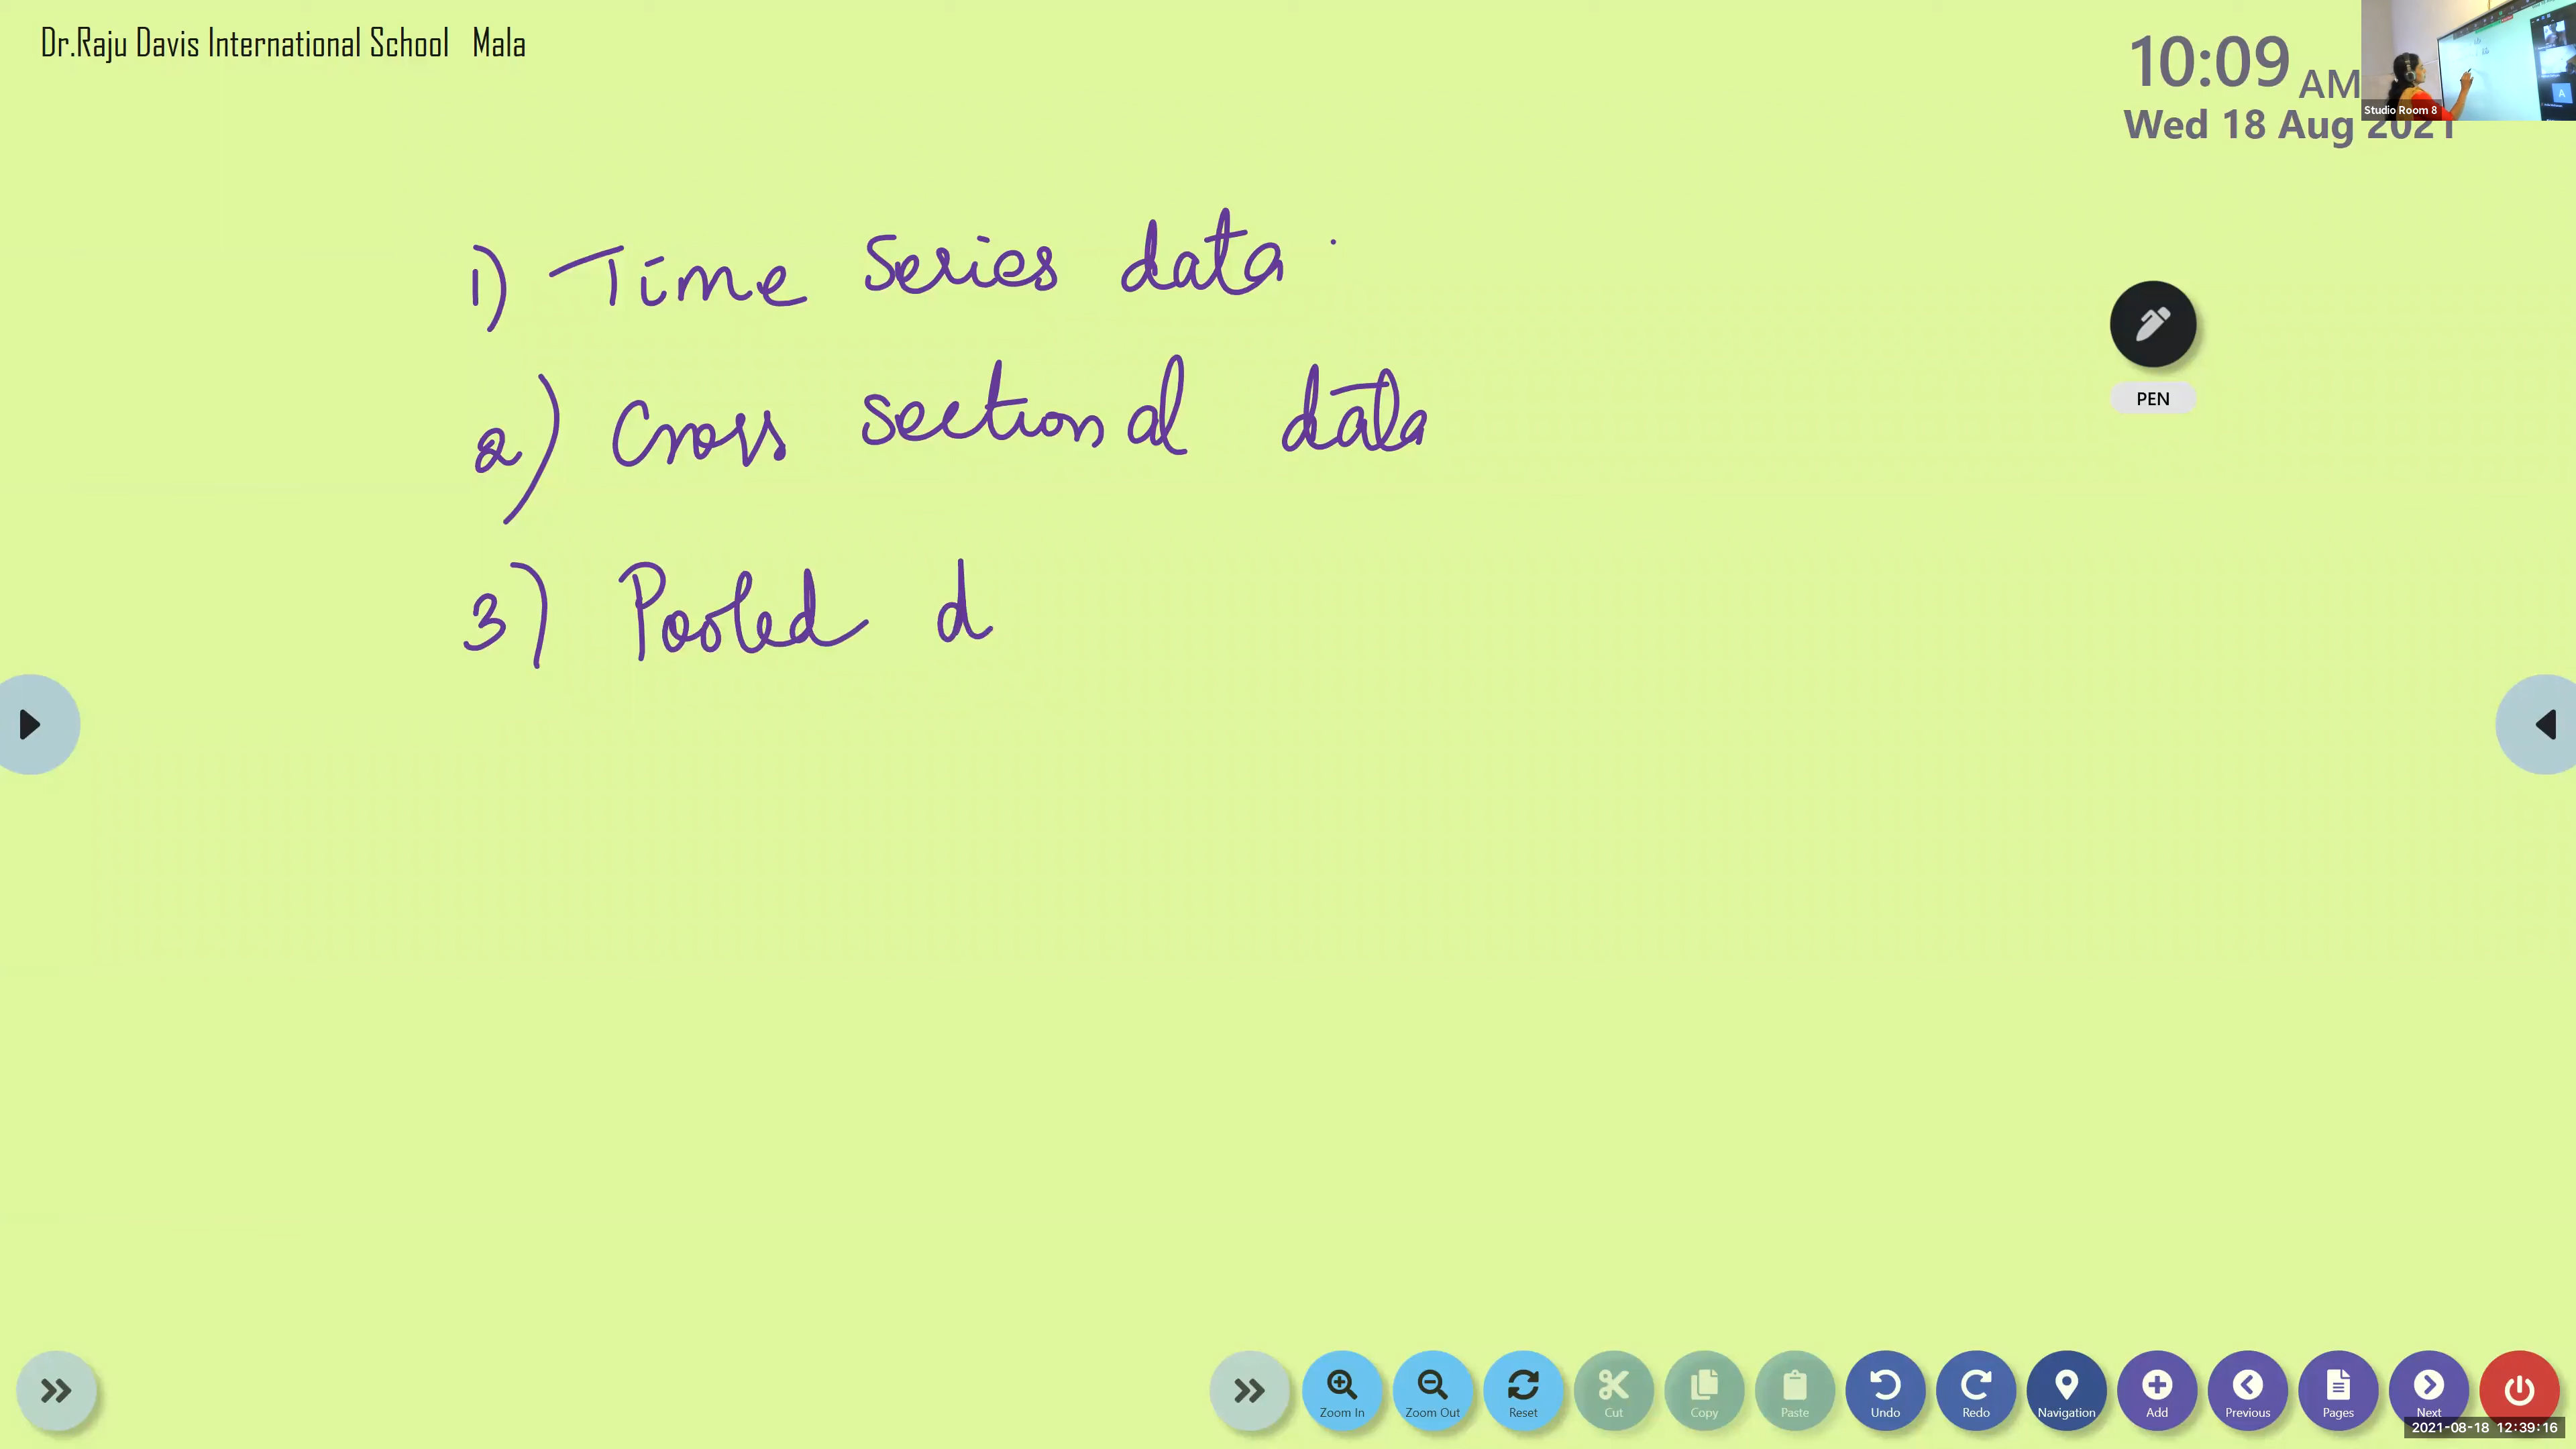 Dr.Raju Davis International School Mala
10:09 AM
Wed 18 Aug 2021
Studio Room 8
A
1) Time Series data
PEN
2) Cross sectional data
3) Pooled d
Zoom In
Zoom Out
Reset
Cut
Copy
Paste
Undo
Redo
Navigation
Add
Previous
Pages
Next
2021-08-18 12:39:16